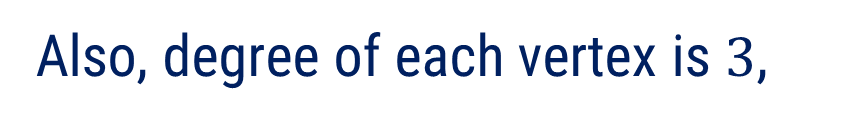 Also, degree of each vertex is 3,